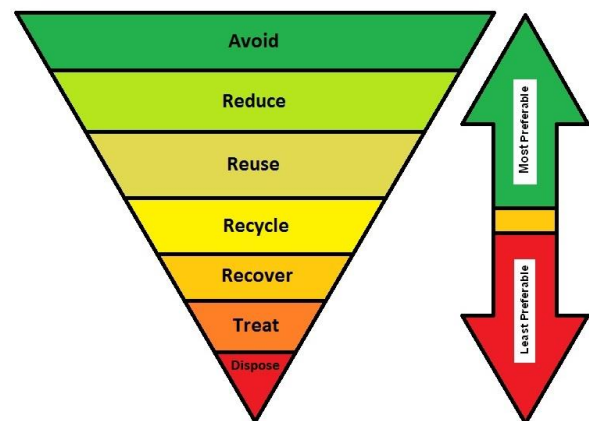 Avoid
Reduce
Reuse
Recycle
Recover
Treat
Dispose
Most Preferable
Least Preferable